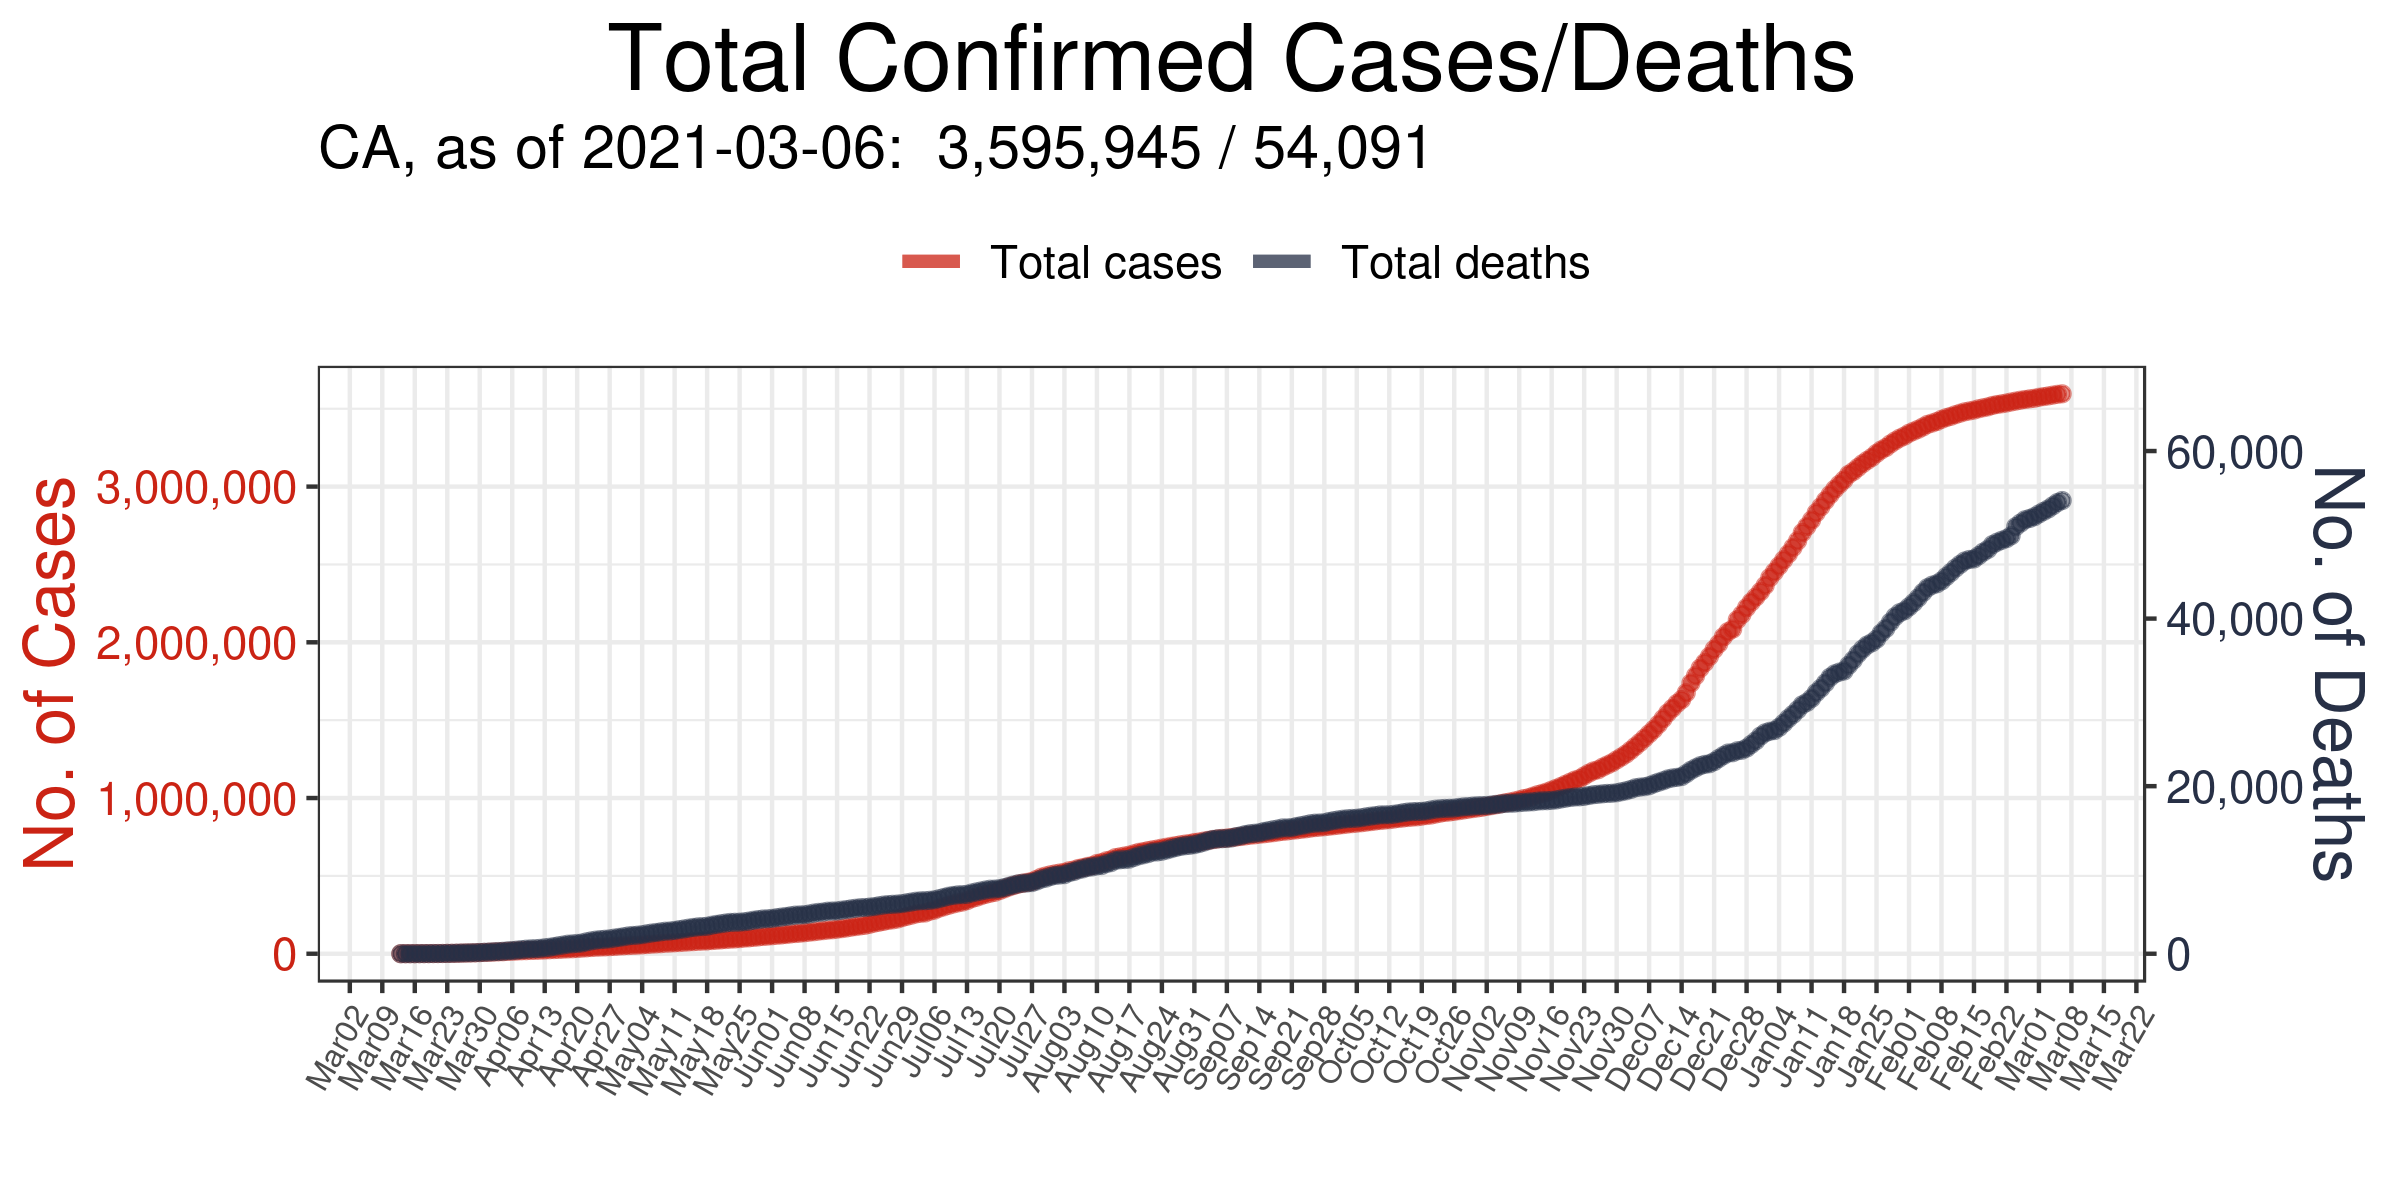 Total Confirmed Cases/Deaths
CA, as of 2021-03-06:  3,595,945 / 54,091
Total cases
Total deaths
No. of Cases
3,000,000
2,000,000
1,000,000
0
60,000
40,000
20,000
0
No. of Deaths
Mar02
Mar09
Mar16
Mar23
Mar30
Apr06
Apr13
Apr20
Apr27
May04
May11
May18
May25
Jun01
Jun08
Jun15
Jun22
Jun29
Jul06
Jul13
Jul20
Jul27
Aug03
Aug10
Aug17
Aug24
Aug31
Sep07
Sep14
Sep21
Sep28
Oct05
Oct12
Oct19
Oct26
Nov02
Nov09
Nov16
Nov23
Nov30
Dec07
Dec14
Dec21
Dec28
Jan04
Jan11
Jan18
Jan25
Feb01
Feb08
Feb15
Feb22
Mar01
Mar08
Mar15
Mar22